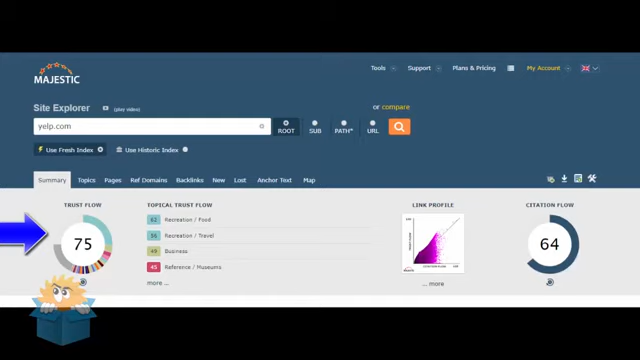 MAJESTIC
Tools
Support
Plans & Pricing
My Account
Site Explorer
(play video)
or compare
yelp.com
ROOT
SUB
PATH*
URL
Use Fresh Index
Use Historic Index
Summary
Topics
Pages
Ref Domains
Backlinks
New
Lost
Anchor Text
Map
TRUST FLOW
TOPICAL TRUST FLOW
LINK PROFILE
CITATION FLOW
75
62 Recreation / Food
56 Recreation / Travel
49 Business
45 Reference / Museums
more ...
... more
64